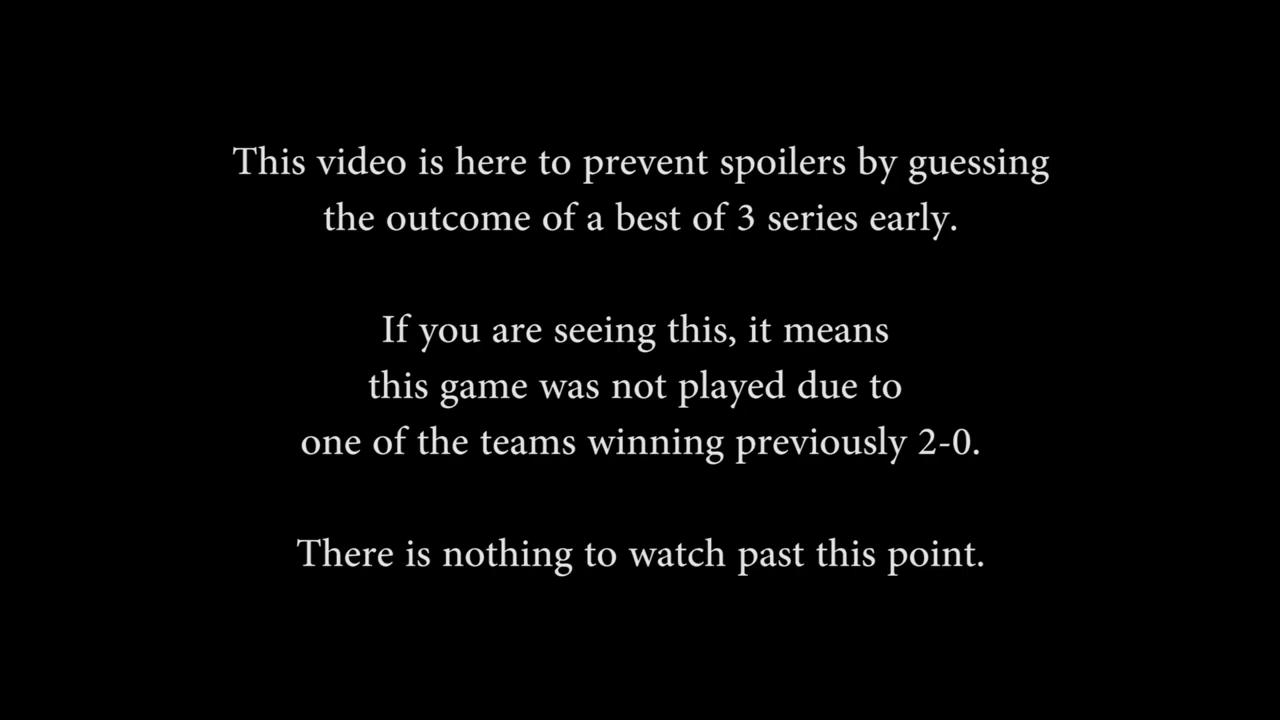 This video is here to prevent spoilers by guessing
the outcome of a best of 3 series early.
If you are seeing this, it means
this game was not played due to
one of the teams winning previously 2-0.
There is nothing to watch past this point.